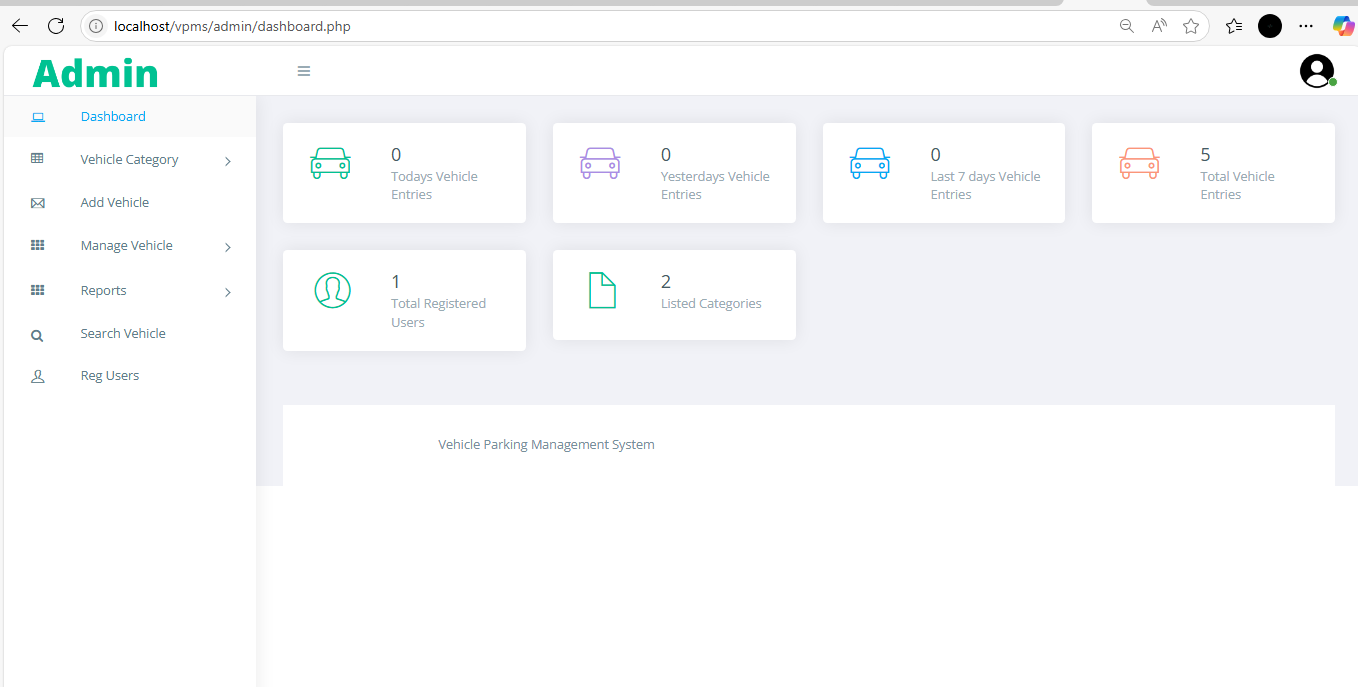 localhost/vpms/admin/dashboard.php
Admin
Dashboard
Vehicle Category
Add Vehicle
Manage Vehicle
Reports
Search Vehicle
Reg Users
0
Todays Vehicle
Entries
0
Yesterdays Vehicle
Entries
0
Last 7 days Vehicle
Entries
5
Total Vehicle
Entries
1
Total Registered
Users
2
Listed Categories
Vehicle Parking Management System